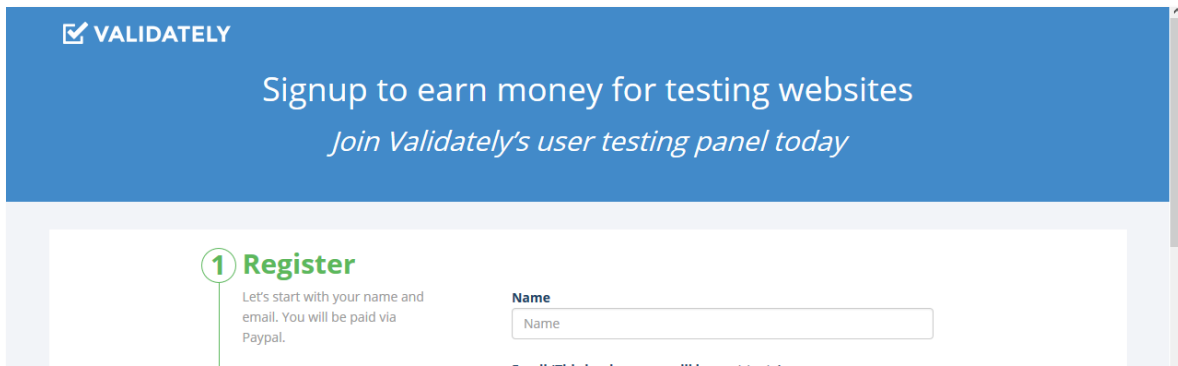 VALIDATELY
Signup to earn money for testing websites
Join Validately's user testing panel today
1 Register
Let's start with your name and
email. You will be paid via
Paypal.
Name
Name